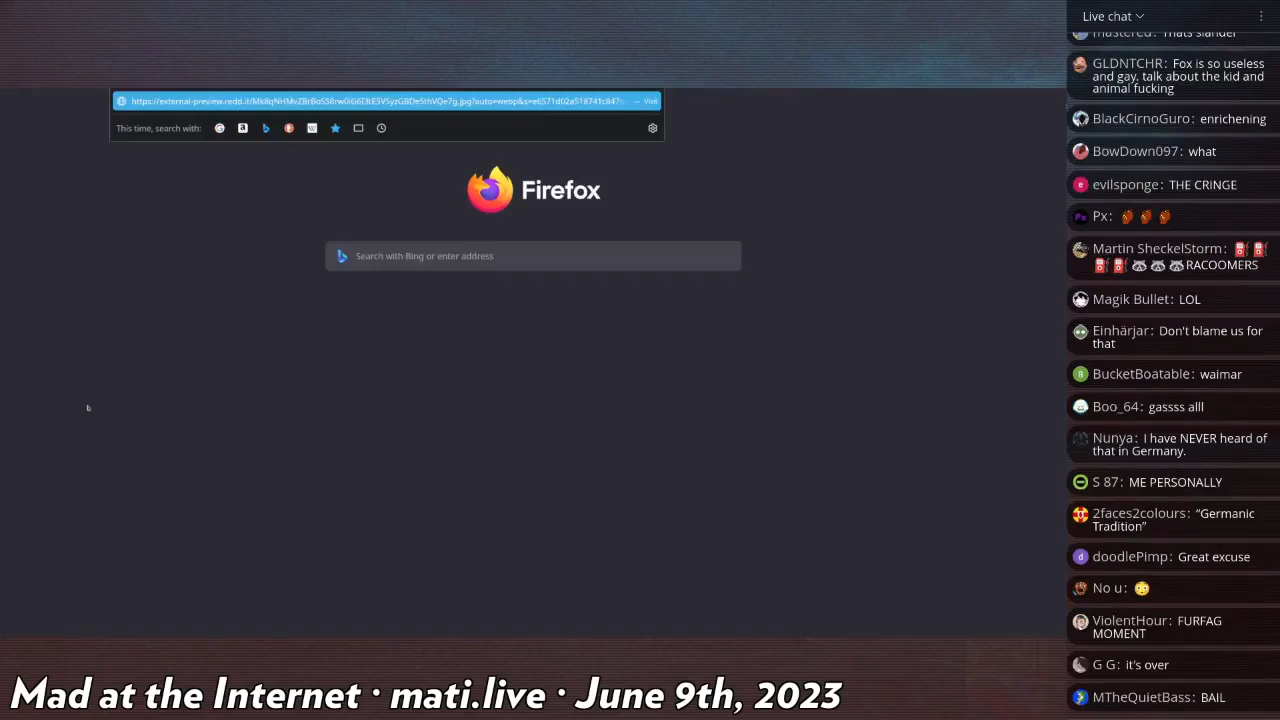 Live chat
mastered: Thats slander
GLDNTCHR: Fox is so useless
and gay, talk about the kid and
animal fucking
BlackCirnoGuro: enrichening
BowDown097: what
evilsponge: THE CRINGE
Px:
Martin SheckelStorm:
RACOOMERS
Magik Bullet: LOL
Einhärjar: Don't blame us for
that
BucketBoatable: waimar
Boo_64: gassss alll
Nunya: I have NEVER heard of
that in Germany.
S 87: ME PERSONALLY
2faces2colours: “Germanic
Tradition”
doodlePimp: Great excuse
No u: 😳
ViolentHour: FURFAG
MOMENT
G G: it's over
MTheQuietBass: BAIL
— Visit
This time, search with:
Firefox
Search with Bing or enter address
Mad at the Internet · mati.live · June 9th, 2023